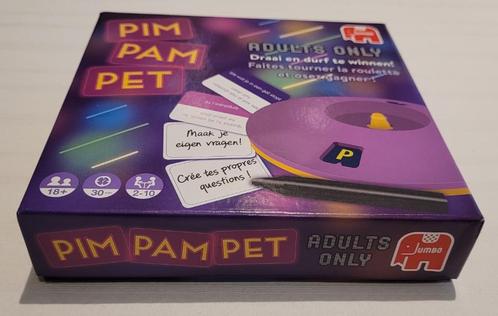 PIM
PAM
PET
Jumbo
ADULTS ONLY
Draai en durf te winnen!
Faites tourner la roulette
et osez gagner !
Maak je
eigen vragen!
Crée tes propres
questions !
P
18+
30
2-10
PIM PAM PET
ADULTS
ONLY
Jumbo